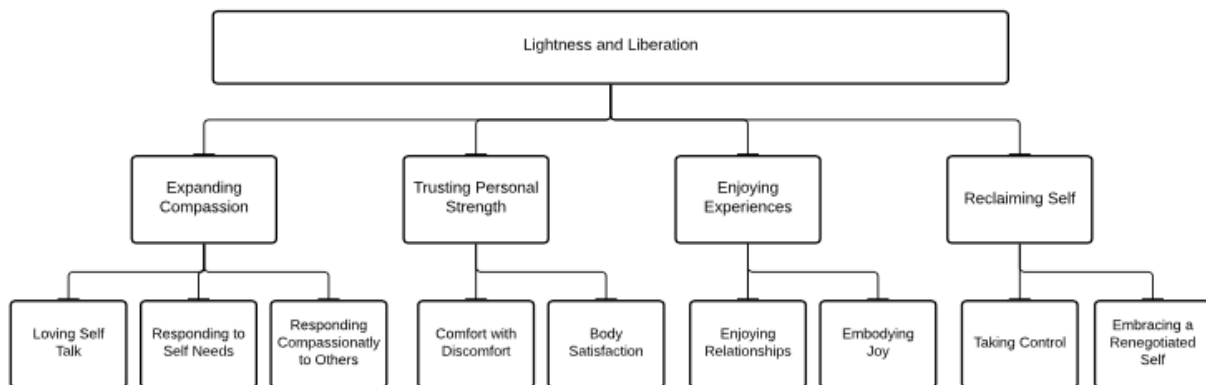 Lightness and Liberation
Expanding
Compassion
Trusting Personal
Strength
Enjoying
Experiences
Reclaiming Self
Loving Self
Talk
Responding to
Self Needs
Responding
Compassionatly
to Others
Comfort with
Discomfort
Body
Satisfaction
Enjoying
Relationships
Embodying
Joy
Taking Control
Embracing a
Renegotiated
Self